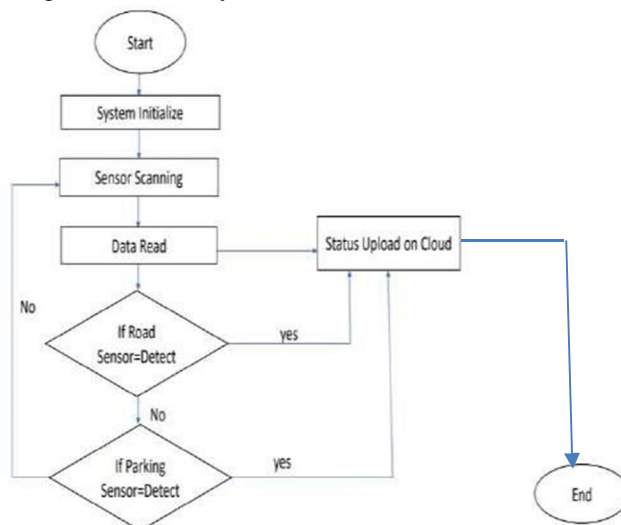 Start
System Initialize
Sensor Scanning
Data Read
Status Upload on Cloud
No
If Road
Sensor=Detect
yes
No
If Parking
Sensor=Detect
yes
End